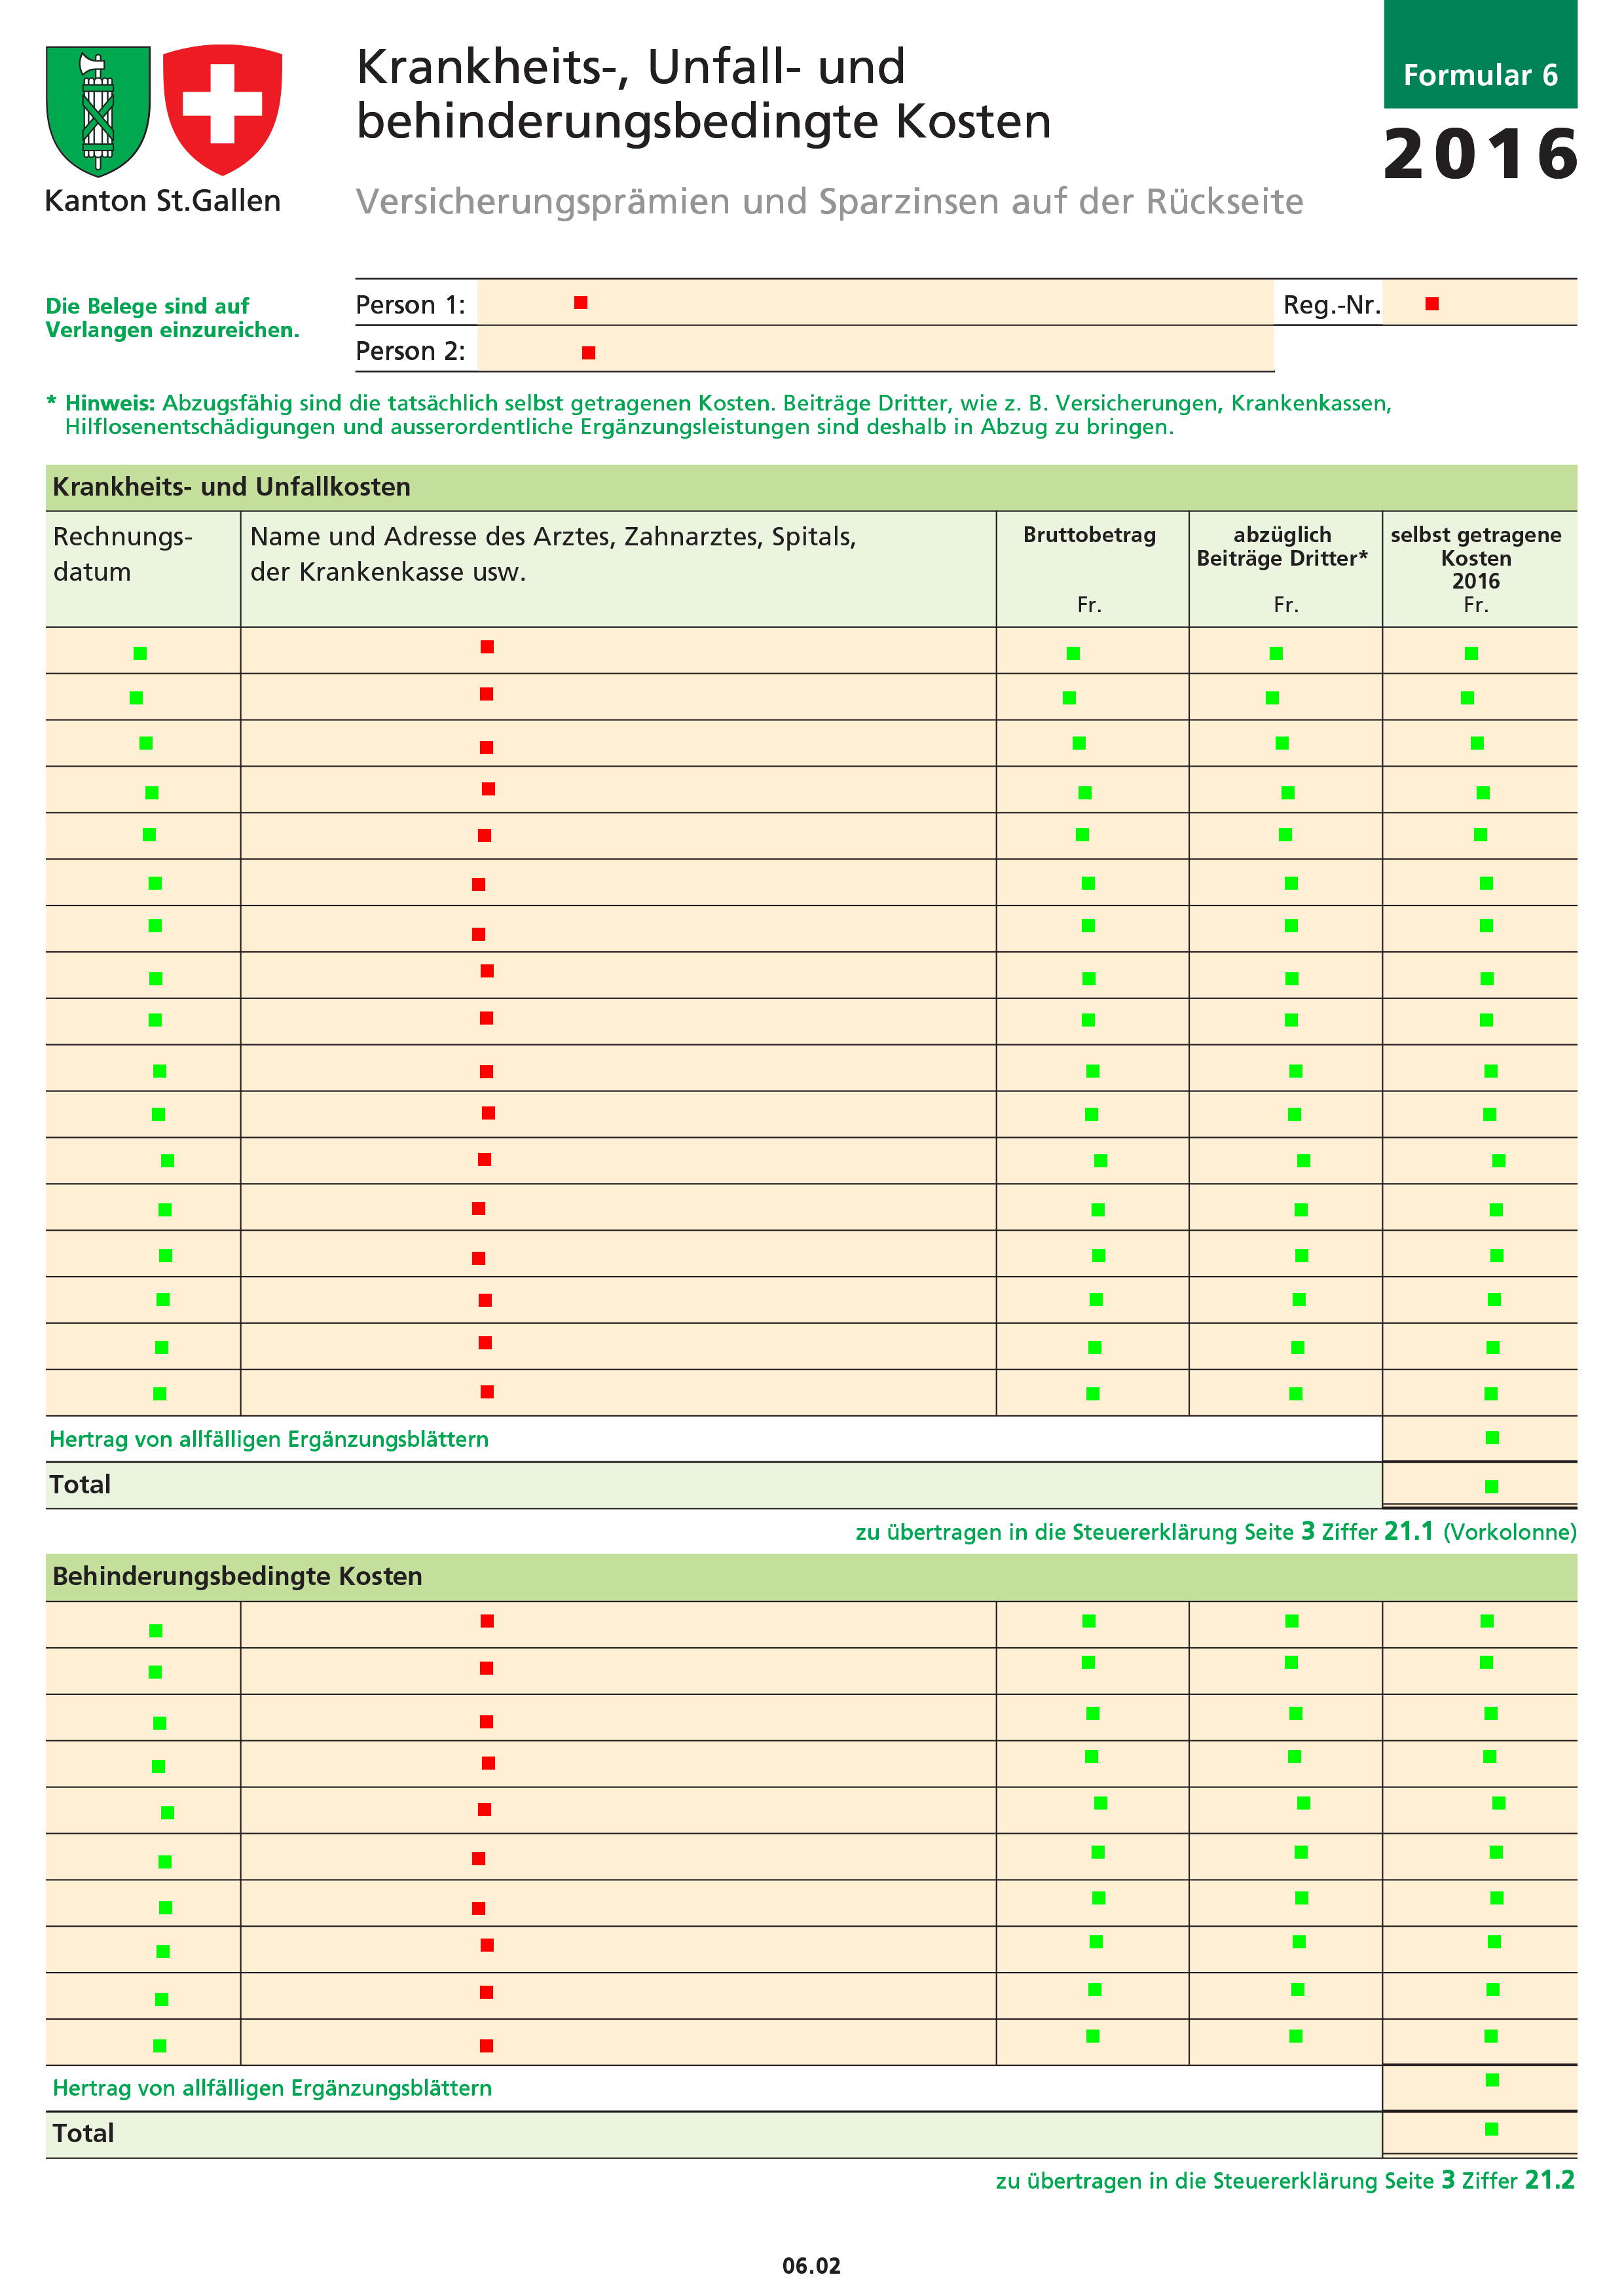 Krankheits-, Unfall- und
behinderungsbedingte Kosten
Formular 6
2016
Kanton St.Gallen
Versicherungsprämien und Sparzinsen auf der Rückseite
Die Belege sind auf
Verlangen einzureichen.
Person 1:
Reg.-Nr.
Person 2:
* Hinweis: Abzugsfähig sind die tatsächlich selbst getragenen Kosten. Beiträge Dritter, wie z. B. Versicherungen, Krankenkassen,
Hilflosenentschädigungen und ausserordentliche Ergänzungsleistungen sind deshalb in Abzug zu bringen.
Krankheits- und Unfallkosten
Rechnungs-
datum
Name und Adresse des Arztes, Zahnarztes, Spitals,
der Krankenkasse usw.
Bruttobetrag
Fr.
abzüglich
Beiträge Dritter*
Fr.
selbst getragene
Kosten
2016
Fr.
Hertrag von allfälligen Ergänzungsblättern
Total
zu übertragen in die Steuererklärung Seite 3 Ziffer 21.1 (Vorkolonne)
Behinderungsbedingte Kosten
Hertrag von allfälligen Ergänzungsblättern
Total
zu übertragen in die Steuererklärung Seite 3 Ziffer 21.2
06.02